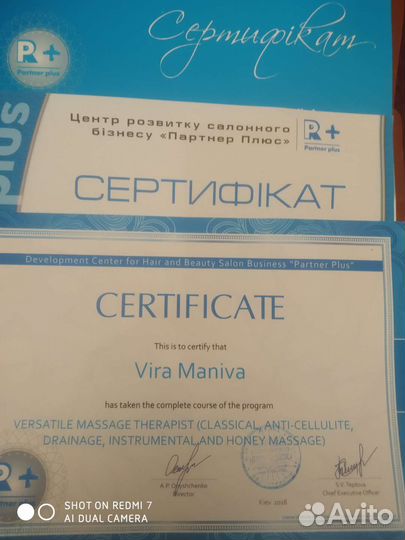 Сертифікат
R+
Partner plus
plus
Центр розвитку салонного
бізнесу «Партнер Плюс»
R+
Partner plus
СЕРТИФІКАТ
Development Center for Hair and Beauty Salon Business "Partner Plus"
CERTIFICATE
This is to certify that
Vira Maniva
has taken the complete course of the program
VERSATILE MASSAGE THERAPIST (CLASSICAL, ANTI-CELLULITE,
DRAINAGE, INSTRUMENTAL AND HONEY MASSAGE)
Director
Kiev, 2018
S.V. Teplova
Chief Executive Officer
R+
SHOT ON REDMI 7
AI DUAL CAMERA
Avito